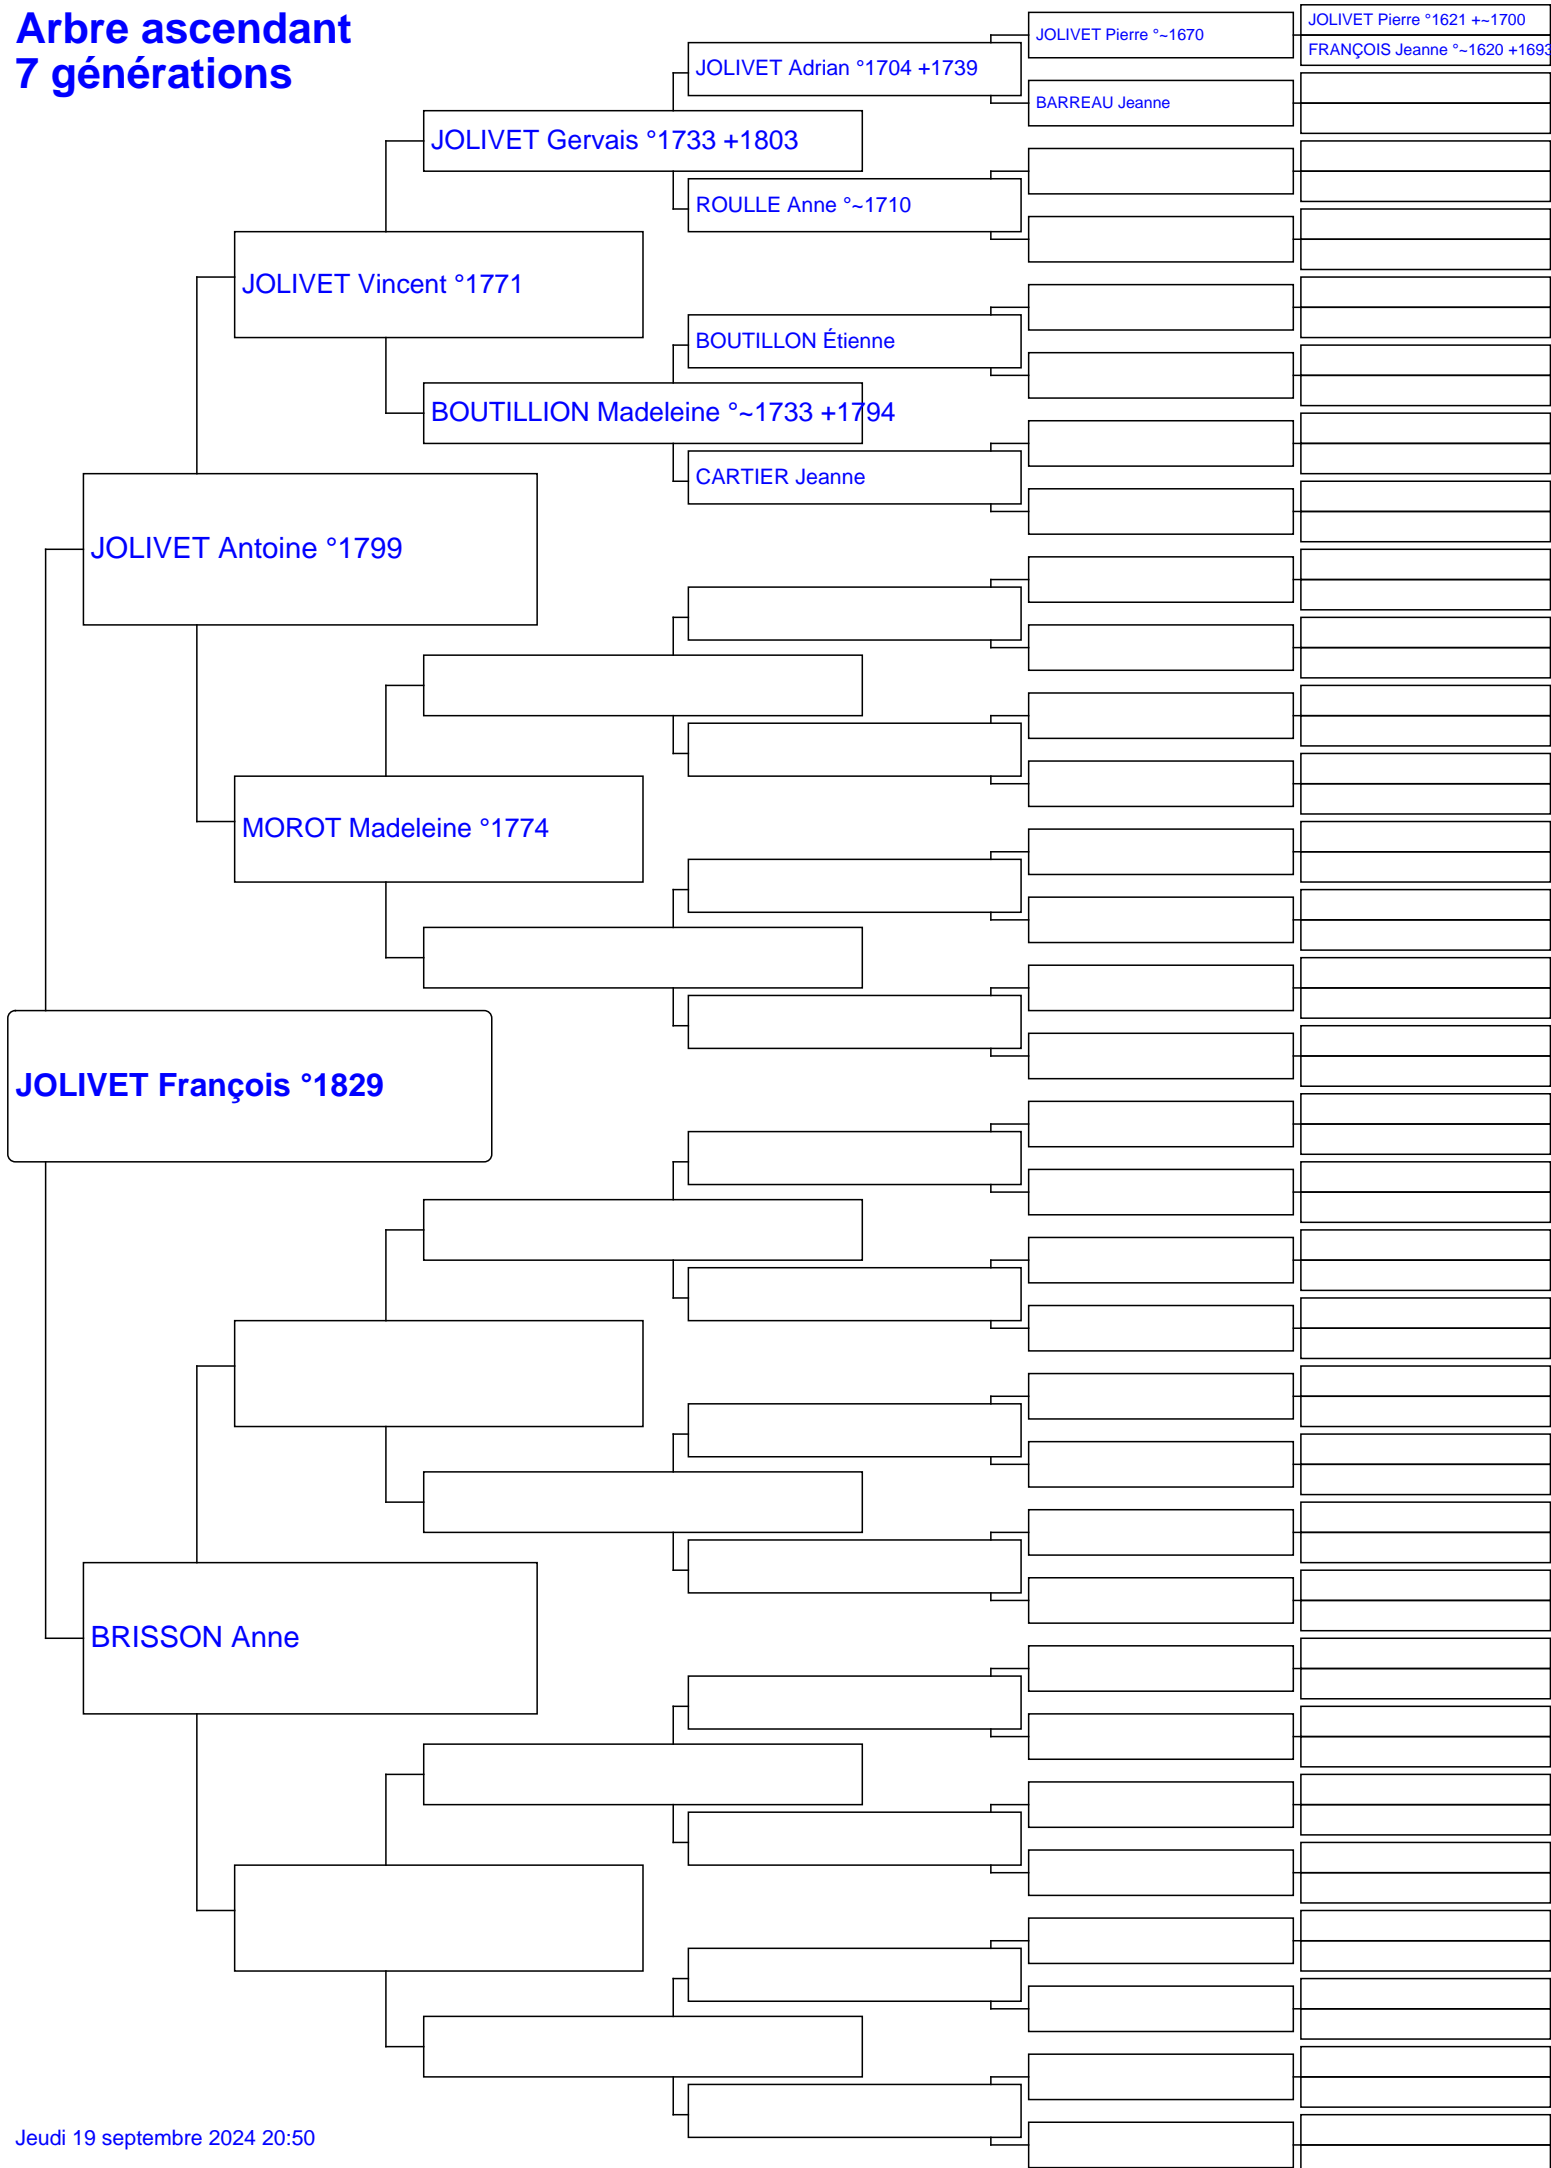 Arbre ascendant
7 générations
JOLIVET Pierre °1621 +~1700
JOLIVET Pierre °~1670
FRANÇOIS Jeanne °~1620 +1693
JOLIVET Adrian °1704 +1739
BARREAU Jeanne
JOLIVET Gervais °1733 +1803
ROULLE Anne °~1710
JOLIVET Vincent °1771
BOUTILLON Étienne
BOUTILLION Madeleine °~1733 +1794
CARTIER Jeanne
JOLIVET Antoine °1799
MOROT Madeleine °1774
JOLIVET François °1829
BRISSON Anne
Jeudi 19 septembre 2024 20:50